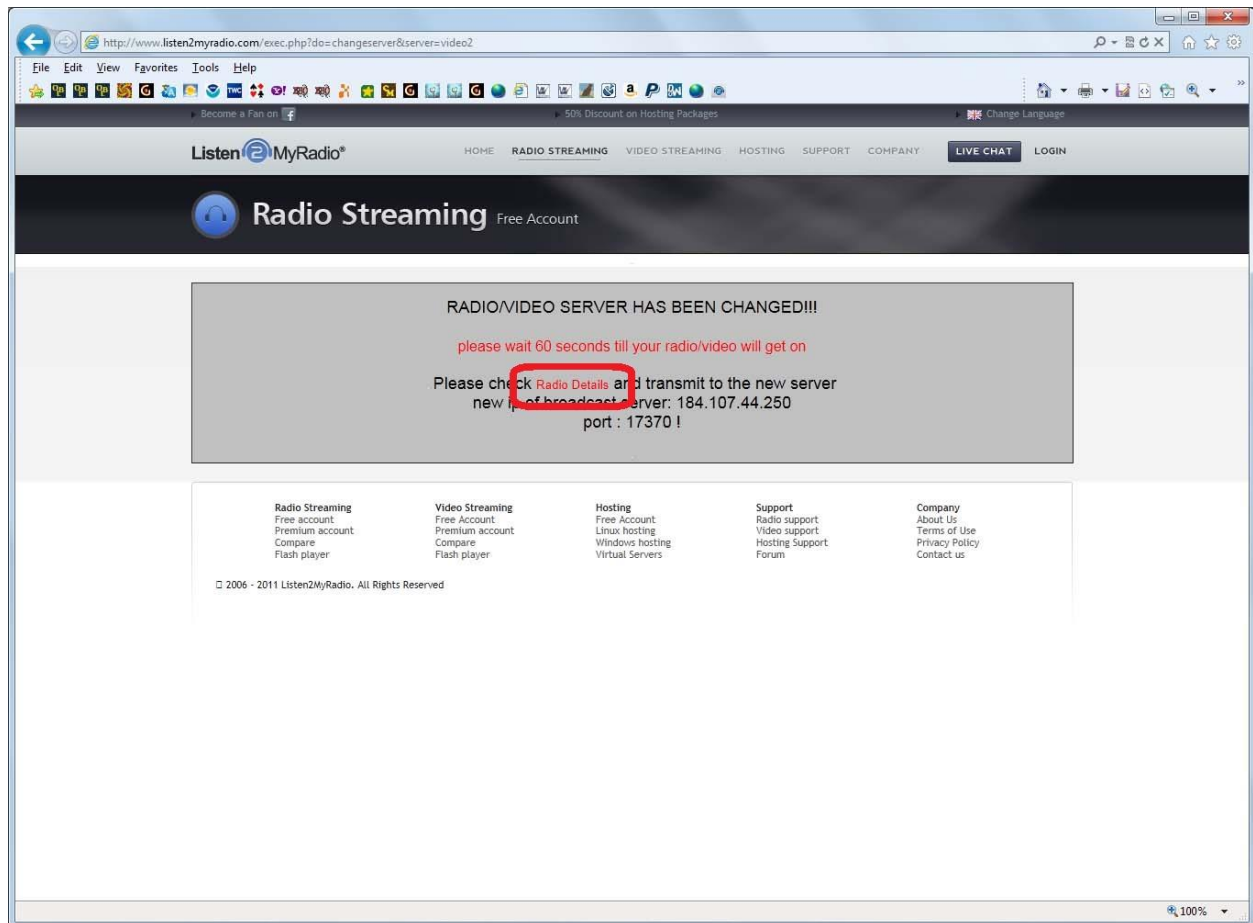 http://www.listen2myradio.com/exec.php?do=changeserver&server=video2
File Edit View Favorites Tools Help
Become a Fan on f 50% Discount on Hosting Packages Change Language
Listen2MyRadio® HOME RADIO STREAMING VIDEO STREAMING HOSTING SUPPORT COMPANY LIVE CHAT LOGIN
Radio Streaming Free Account
RADIO/VIDEO SERVER HAS BEEN CHANGED!!!
please wait 60 seconds till your radio/video will get on
Please check Radio Details and transmit to the new server
new ip of broadcast server: 184.107.44.250
port : 17370 !
Radio Streaming Video Streaming Hosting Support Company
Free account Free Account Free Account Radio support About Us
Premium account Premium account Linux hosting Video support Terms of Use
Compare Compare Windows hosting Hosting Support Privacy Policy
Flash player Flash player Virtual Servers Forum Contact us
2006 - 2011 Listen2MyRadio. All Rights Reserved
100%